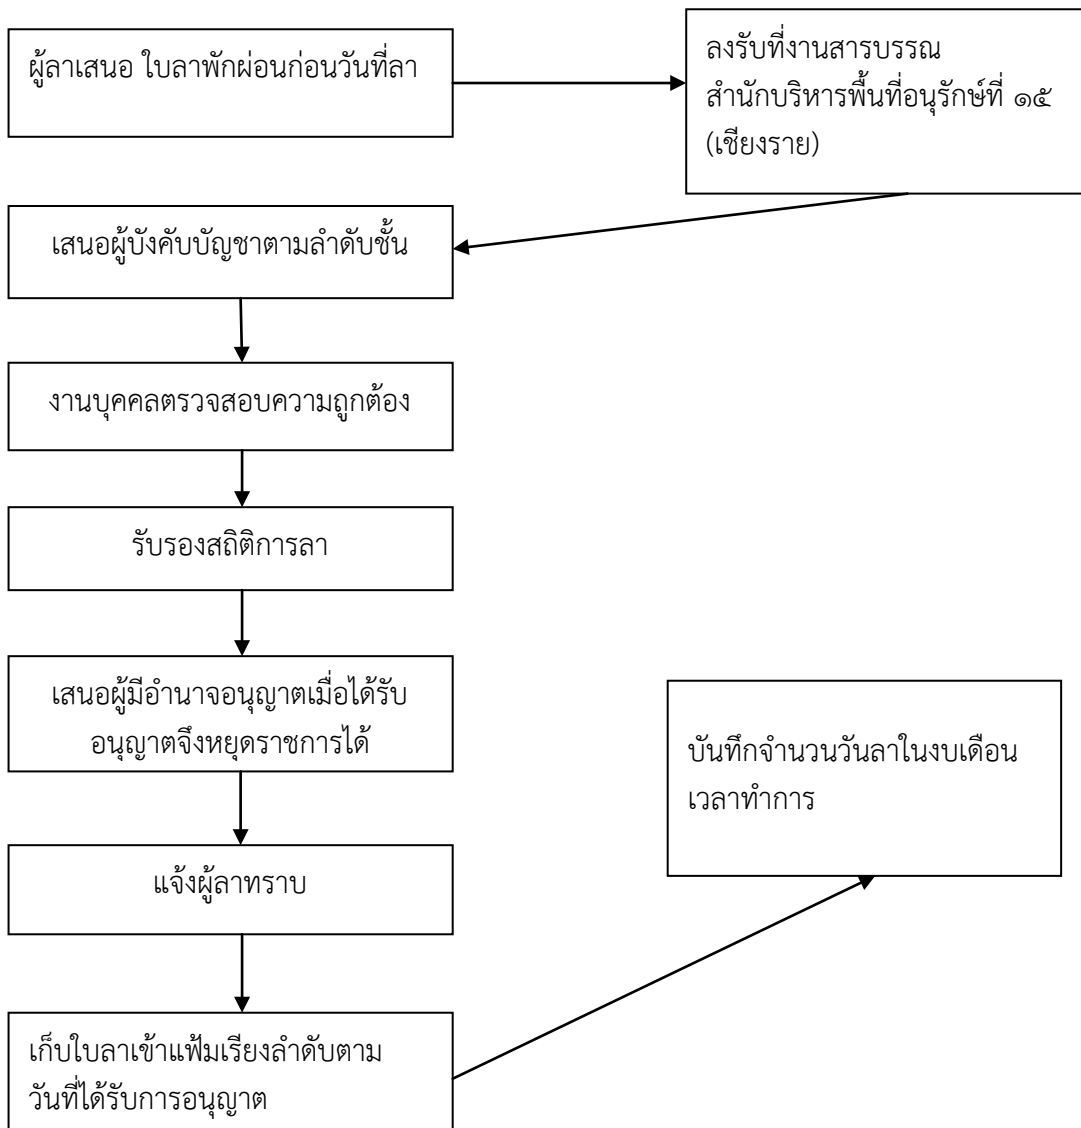 ผู้ลาเสนอ ใบลาพักผ่อนก่อนวันที่ลา
ลงรับที่งานสารบรรณ
สำนักบริหารพื้นที่อนุรักษ์ที่ ๑๕
(เชียงราย)
เสนอผู้บังคับบัญชาตามลำดับชั้น
งานบุคคลตรวจสอบความถูกต้อง
รับรองสถิติการลา
เสนอผู้มีอำนาจอนุญาตเมื่อได้รับ
อนุญาตจึงหยุดราชการได้
แจ้งผู้ลาทราบ
เก็บใบลาเข้าแฟ้มเรียงลำดับตาม
วันที่ได้รับการอนุญาต
บันทึกจำนวนวันลาในงบเดือน
เวลาทำการ